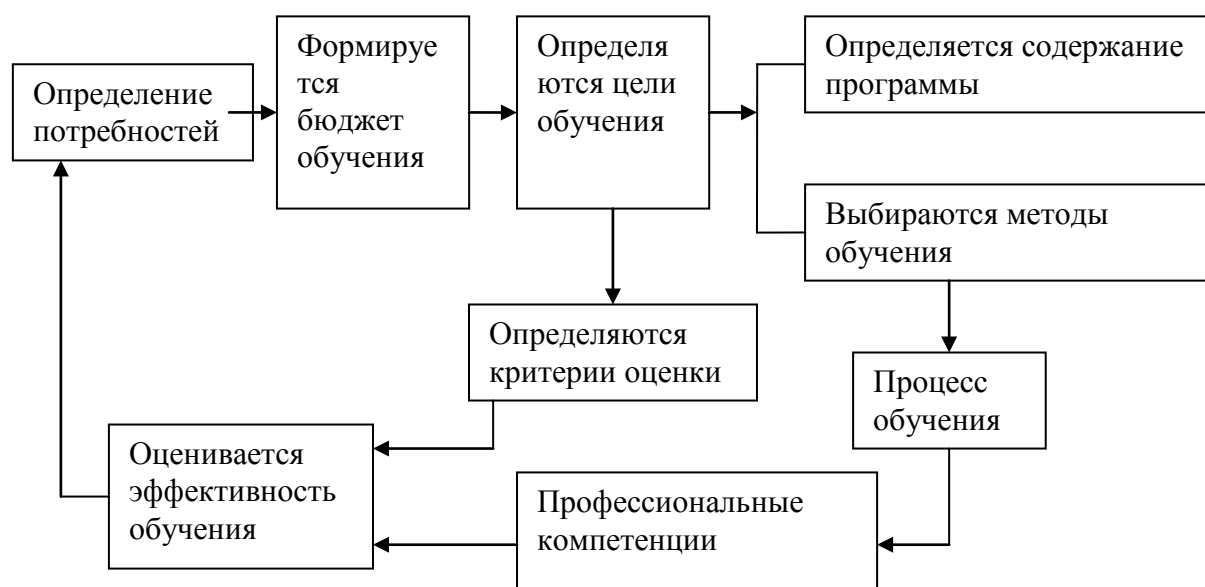 Определение
потребностей
Формируе
тся
бюджет
обучения
Определя
ются цели
обучения
Определяется содержание
программы
Выбираются методы
обучения
Определяются
критерии оценки
Процесс
обучения
Оценивается
эффективность
обучения
Профессиональные
компетенции